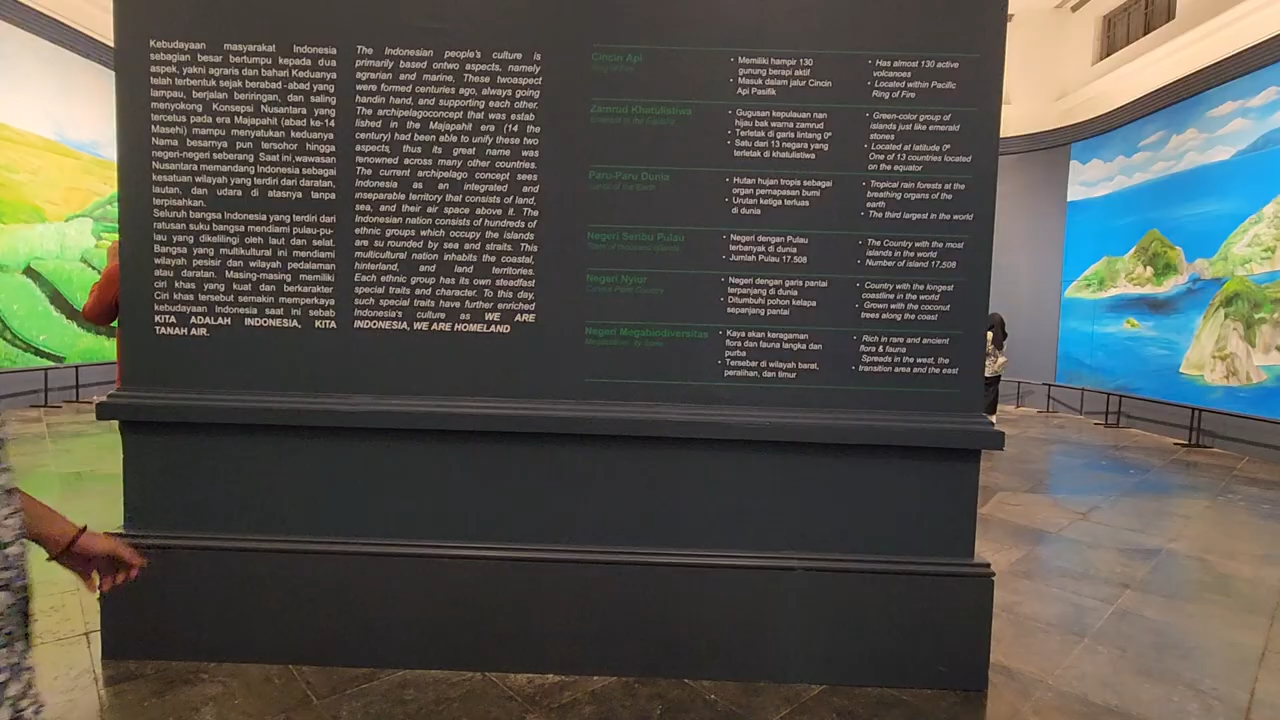 Kebudayaan masyarakat Indonesia
sebagian besar bertumpu kepada dua
aspek, yakni agraris dan bahari Keduanya
telah terbentuk sejak berabad-abad yang
lampau, berjalan beriringan, dan saling
menyokong Konsepsi Nusantara yang
tercetus pada era Majapahit (abad ke-14
Masehi) mampu menyatukan keduanya
Nama besarnya pun tersohor hingga
negeri-negeri seberang Saat ini,wawasan
Nusantara memandang Indonesia sebagai
kesatuan wilayah yang terdiri dari daratan,
lautan, dan udara di atasnya tanpa
terpisahkan.
Seluruh bangsa Indonesia yang terdiri dari
ratusan suku bangsa mendiami pulau-pu-
lau yang dikelilingi oleh laut dan selat.
Bangsa yang multikultural ini mendiami
wilayah pesisir dan wilayah pedalaman
atau daratan. Masing-masing memiliki
ciri khas yang kuat dan berkarakter
Ciri khas tersebut semakin memperkaya
kebudayaan Indonesia saat Ini sebab
KITA ADALAH INDONESIA, KITA
TANAH AIR.
The Indonesian people's culture is
primarily based ontwo aspects, namely
agrarian and marine, These twoaspect
were formed centuries ago, always going
handin hand, and supporting each other.
The archipelagoconcept that was estab
lished in the Majapahit era (14 the
century) had been able to unify these two
aspects, thus its great name was
renowned across many other countries.
The current archipelago concept sees
Indonesia as an integrated and
inseparable territory that consists of land,
sea, and their air space above it. The
Indonesian nation consists of hundreds of
ethnic groups which occupy the islands
are su rounded by sea and straits. This
multicultural nation inhabits the coastal,
hinterland, and land territories.
Each ethnic group has its own steadfast
special traits and character. To this day,
such special traits have further enriched
Indonesia's culture as WE ARE
INDONESIA, WE ARE HOMELAND
Cincin Api
Ring of Fire
• Memiliki hampir 130
gunung berapi aktif
• Masuk dalam jalur Cincin
Api Pasifik
• Has almost 130 active
volcanoes
• Located within Pacific
Ring of Fire
Zamrud Khatulistiwa
Emerald in the Equator
• Gugusan kepulauan nan
hijau bak warna zamrud
• Terletak di garis lintang 0º
• Satu dari 13 negara yang
terletak di khatulistiwa
• Green-color group of
islands just like emerald
stones
• Located at latitude 0º
One of 13 countries located
on the equator
Paru-Paru Dunia
of the Earth
• Hutan hujan tropis sebagai
organ pernapasan bumi
• Urutan ketiga terluas
di dunia
• Tropical rain forests at the
breathing organs of the
earth
• The third largest in the world
Negeri Seribu Pulau
of thousand islands
• Negeri dengan Pulau
terbanyak di dunia
• Jumlah Pulau 17.508
• The Country with the most
islands in the world
• Number of island 17,508
Negeri Nyiur
Country
• Negeri dengan garis pantai
terpanjang di dunia
• Ditumbuhi pohon kelapa
sepanjang pantai
• Country with the longest
coastline in the world
• Grown with the coconut
trees along the coast
Negeri Megabiodiversitas
• Kaya akan keragaman
flora dan fauna langka dan
purba
• Tersebar di wilayah barat,
peralihan, dan timur
• Rich in rare and ancient
flora & fauna
Spreads in the west, the
• transition area and the east